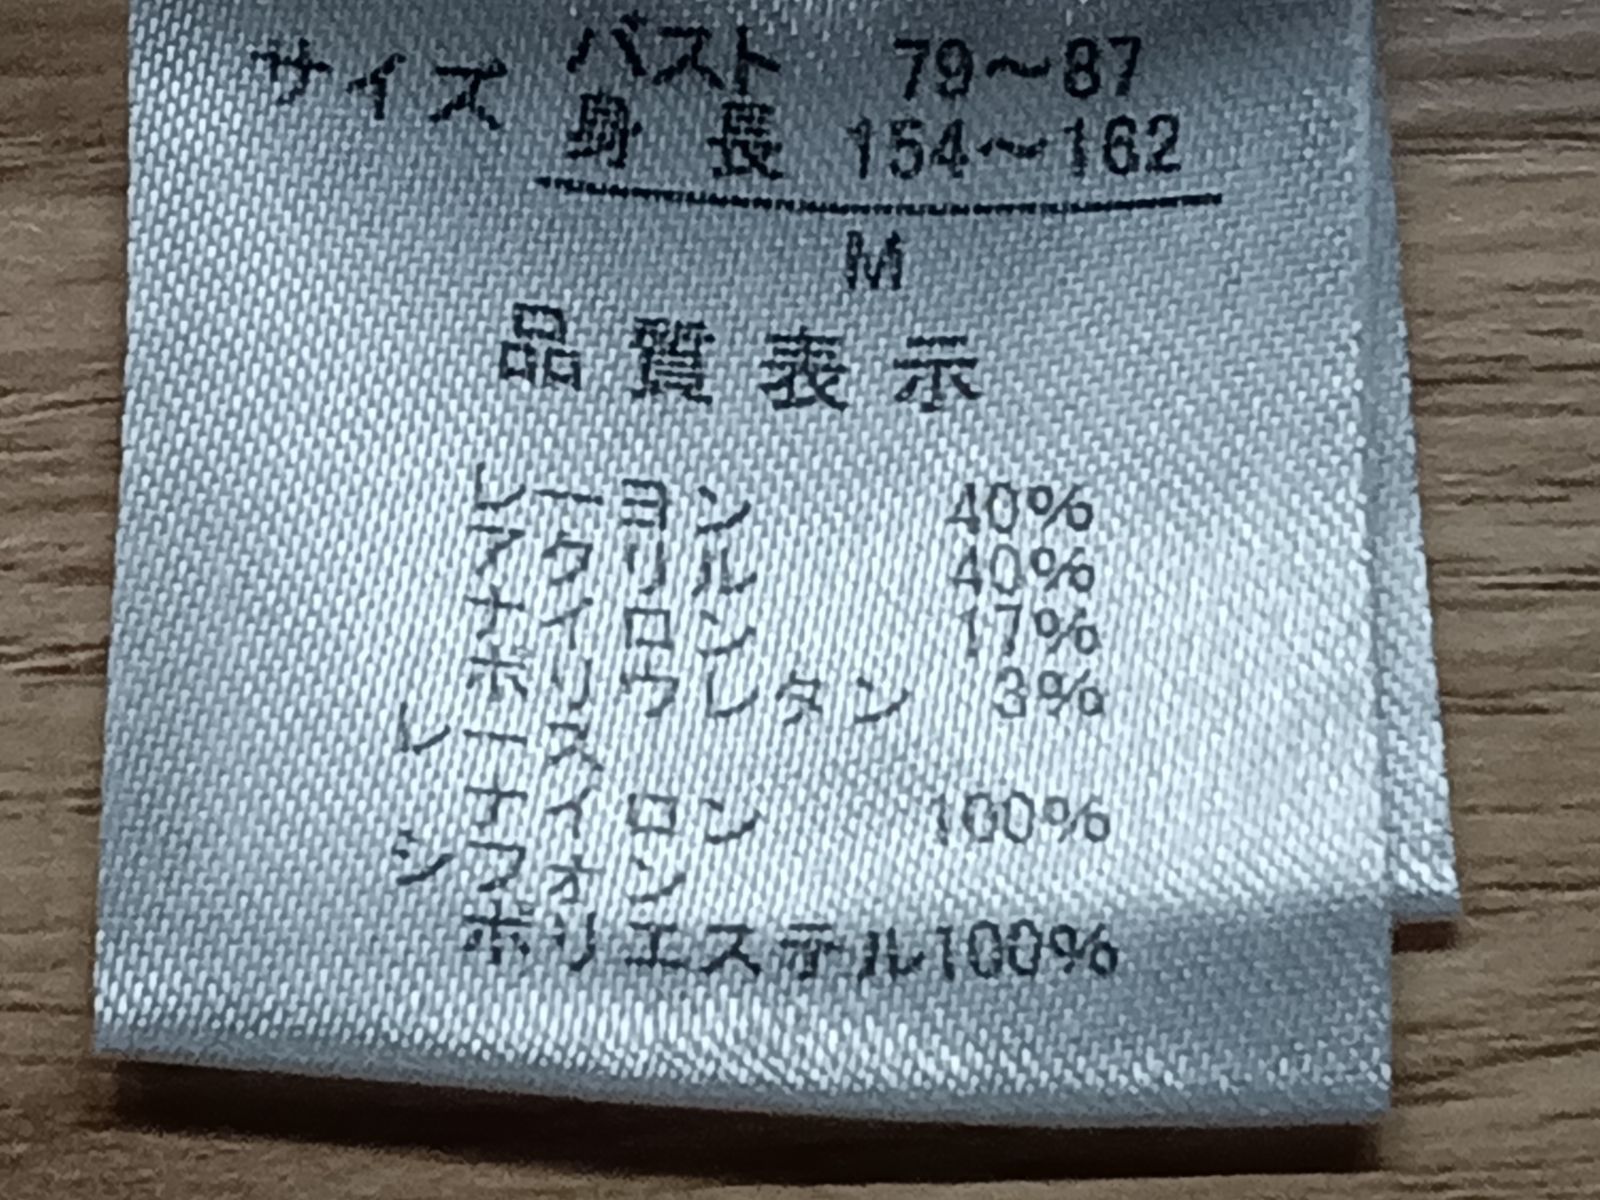 サイズ バスト 79～87
身長 154～162
M
品質表示
レーヨン 40%
アクリル 40%
ナイロン 17%
ポリウレタン 3%
レース
ナイロン 100%
シフォン
ポリエステル100%